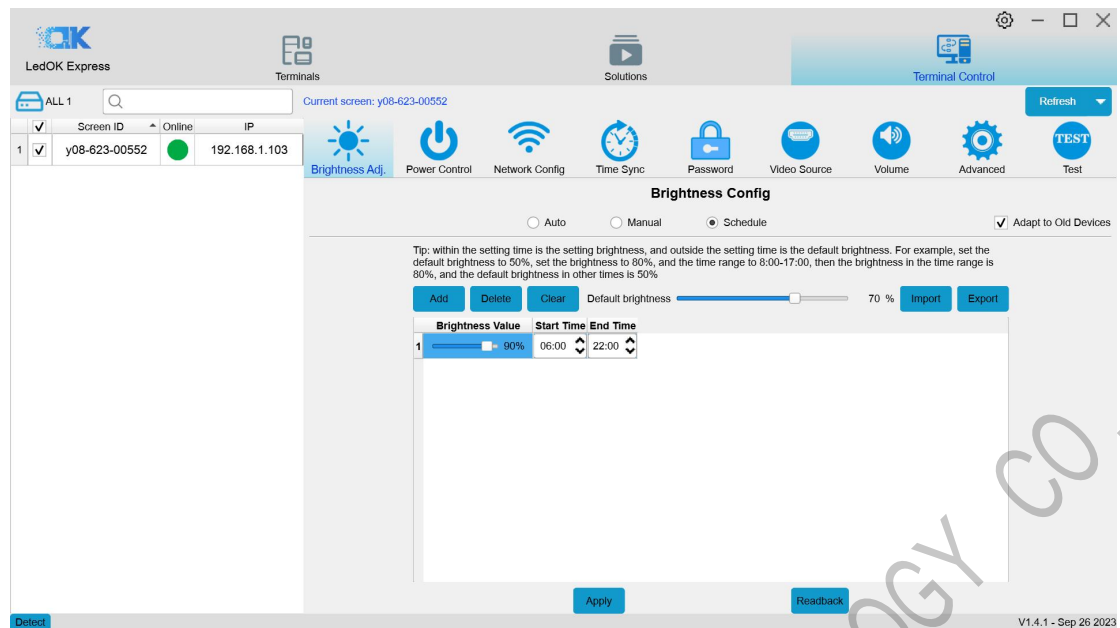 LedOK Express
Terminals
Solutions
Terminal Control
ALL 1
Current screen: y08-623-00552
Refresh
Screen ID Online IP
1 y08-623-00552 192.168.1.103
Brightness Adj. Power Control Network Config Time Sync Password Video Source Volume Advanced Test
TEST
Brightness Config
Auto Manual Schedule Adapt to Old Devices
Tip: within the setting time is the setting brightness, and outside the setting time is the default brightness. For example, set the
default brightness to 50%, set the brightness to 80%, and the time range to 8:00-17:00, then the brightness in the time range is
80%, and the default brightness in other times is 50%
Add Delete Clear Default brightness 70 % Import Export
Brightness Value Start Time End Time
1 90% 06:00 22:00
Apply Readback
Detect V1.4.1 - Sep 26 2023
OGY CO